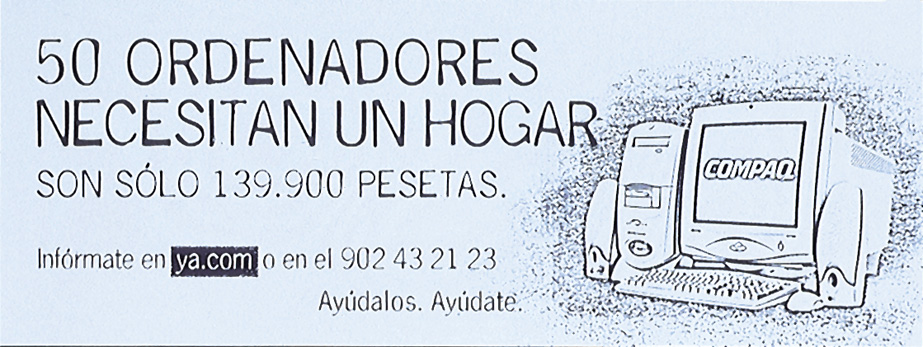 50 ORDENADORES
NECESITAN UN HOGAR
SON SÓLO 139.900 PESETAS.
COMPAQ
Infórmate en ya.com o en el 902 43 21 23
Ayúdalos. Ayúdate.